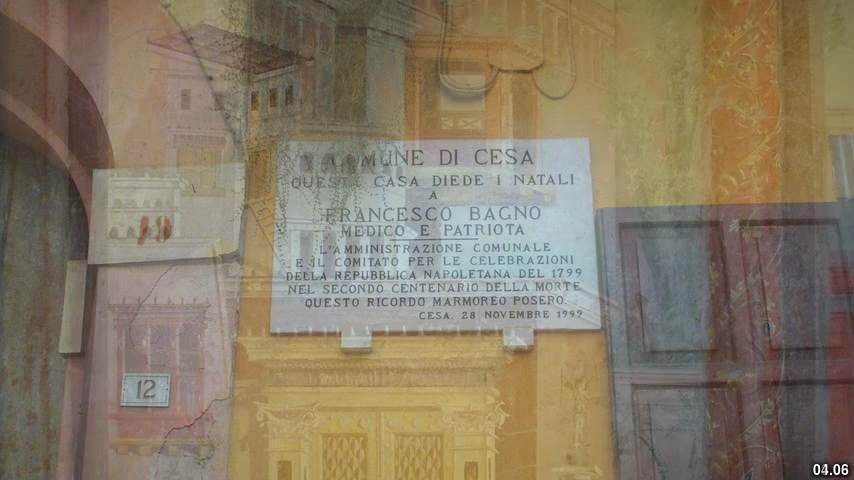 COMUNE DI CESA
QUESTA CASA DIEDE I NATALI
A
FRANCESCO BAGNO
MEDICO E PATRIOTA
L'AMMINISTRAZIONE COMUNALE
E IL COMITATO PER LE CELEBRAZIONI
DELLA REPUBBLICA NAPOLETANA DEL 1799
NEL SECONDO CENTENARIO DELLA MORTE
QUESTO RICORDO MARMOREO POSERO.
CESA, 28 NOVEMBRE 1999
10
12
04.06